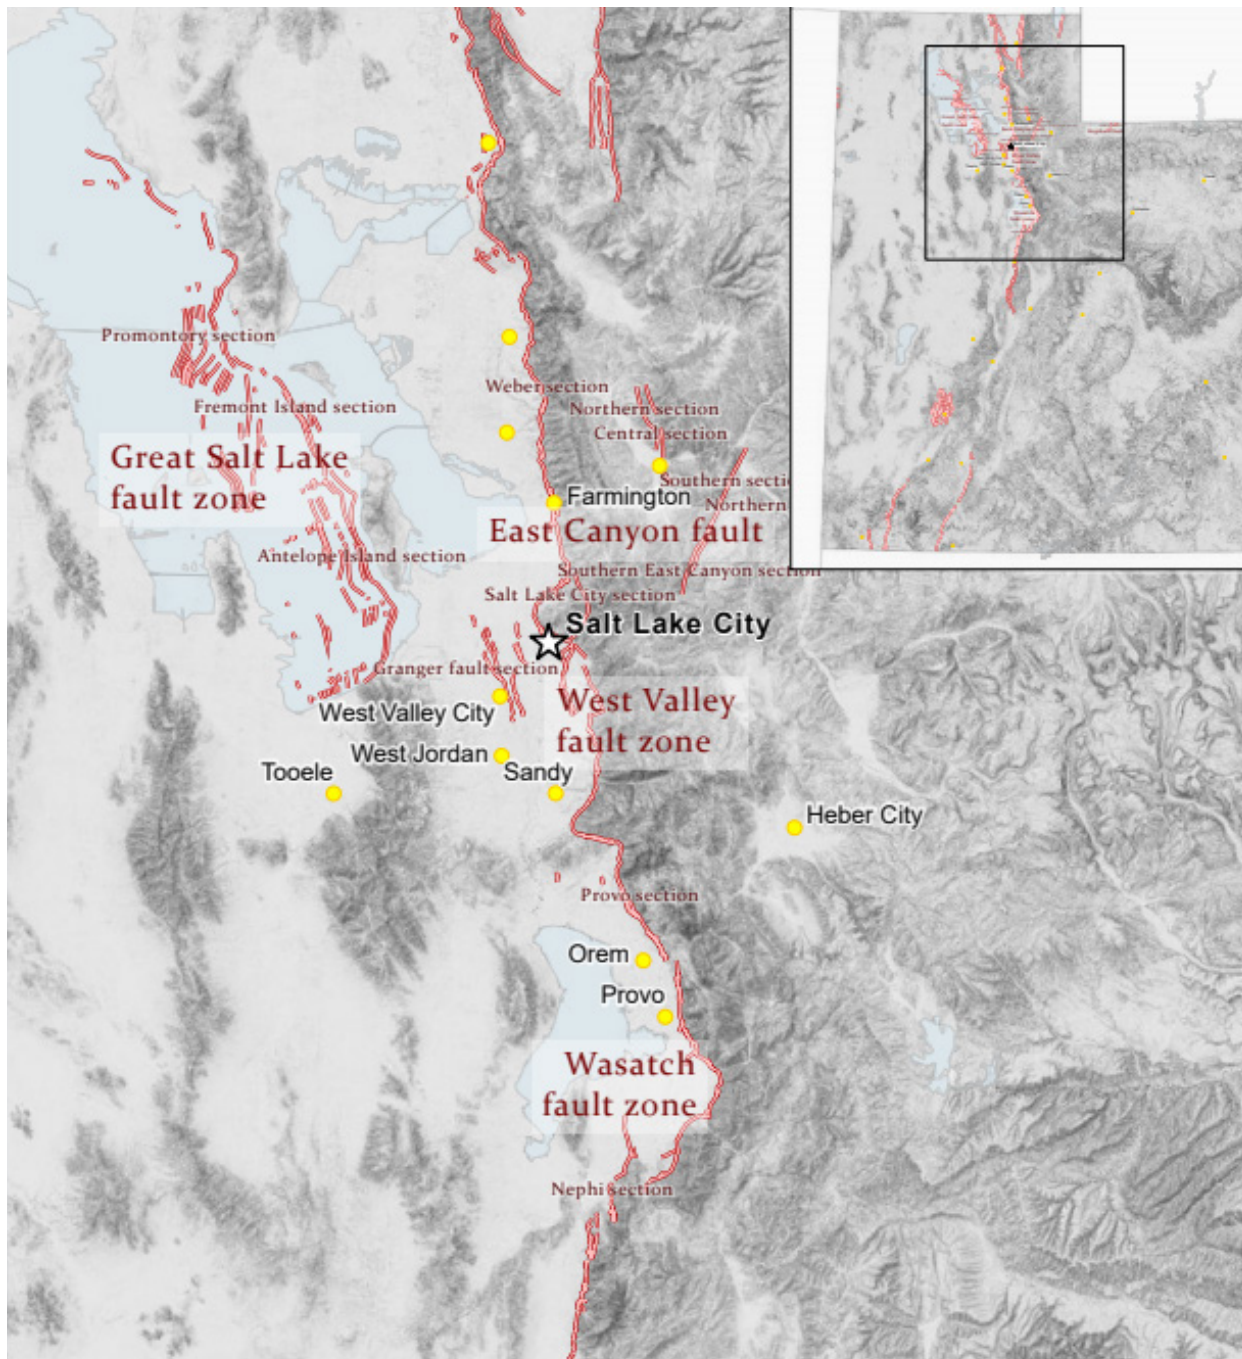 Promontory section
Weber section
Fremont Island section
Northern section
Central section
Great Salt Lake
fault zone
Southern secti
Farmington
Northern
East Canyon fault
Antelope Island section
Southern East Canyon section
Salt Lake City section
Salt Lake City
Granger fault section
West Valley City
West Valley
fault zone
West Jordan
Tooele
Sandy
Heber City
Provo section
Orem
Provo
Wasatch
fault zone
Nephi section